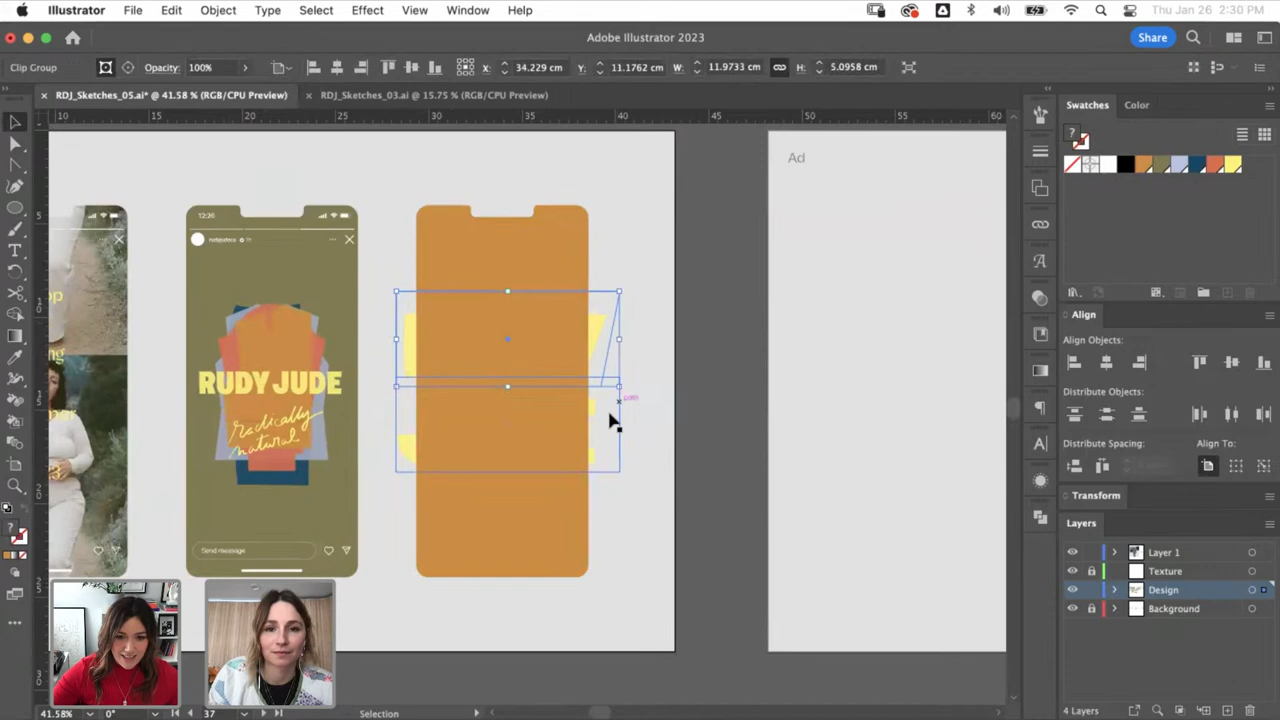 Illustrator File Edit Object Type Select Effect View Window Help Thu Jan 26 2:30 PM
Adobe Illustrator 2023 Share
Clip Group Opacity: 100% X: 34.229 cm Y: 11.1762 cm W: 11.9733 cm H: 5.0958 cm
× RDJ_Sketches_05.ai* @ 41.58 % (RGB/CPU Preview) × RDJ_Sketches_03.ai @ 15.75 % (RGB/CPU Preview)
10 15 20 25 30 35 40 45 50 55 60
Swatches Color
Ad
12:30
RUDY JUDE
radically
natural
Send message
path
Align
Align Objects:
Distribute Objects:
Distribute Spacing: Align To:
Transform
Layers
Layer 1
Texture
Design
Background
4 Layers
41.58% 0° 37 Selection